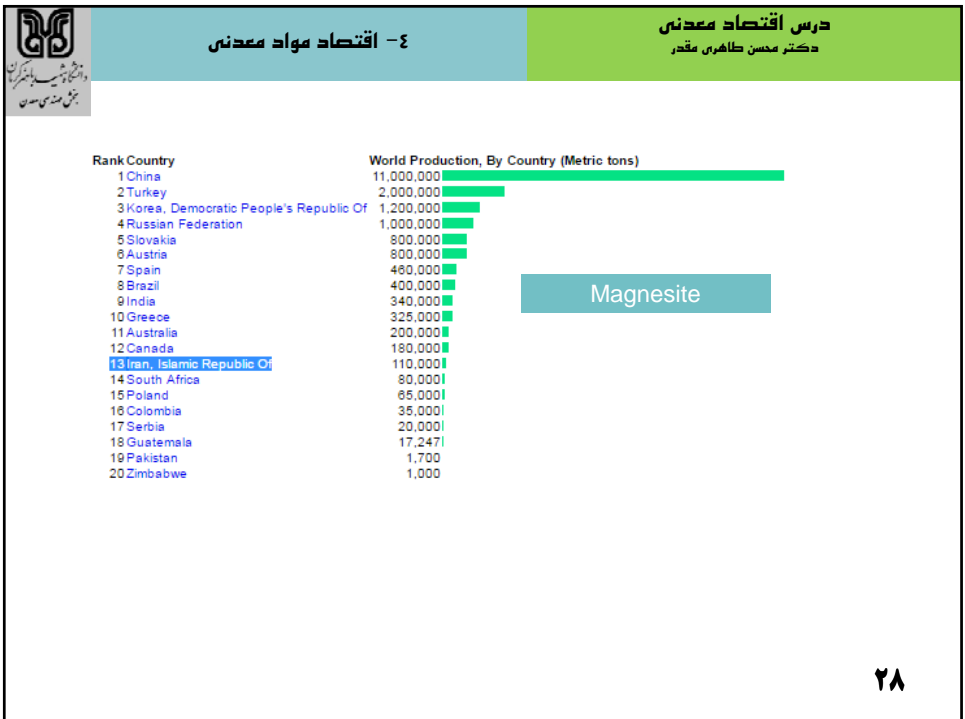 درس اقتصاد معدنی
دکتر محسن طاهری مقدر
٤- اقتصاد مواد معدنی
بخش مهندسی معدن
Rank Country World Production, By Country (Metric tons)
1 China 11,000,000
2 Turkey 2,000,000
3 Korea, Democratic People's Republic Of 1,200,000
4 Russian Federation 1,000,000
5 Slovakia 800,000
6 Austria 800,000
7 Spain 460,000
8 Brazil 400,000
9 India 340,000
10 Greece 325,000
11 Australia 200,000
12 Canada 180,000
13 Iran, Islamic Republic Of 110,000
14 South Africa 80,000
15 Poland 65,000
16 Colombia 35,000
17 Serbia 20,000
18 Guatemala 17,247
19 Pakistan 1,700
20 Zimbabwe 1,000
Magnesite
۲۸